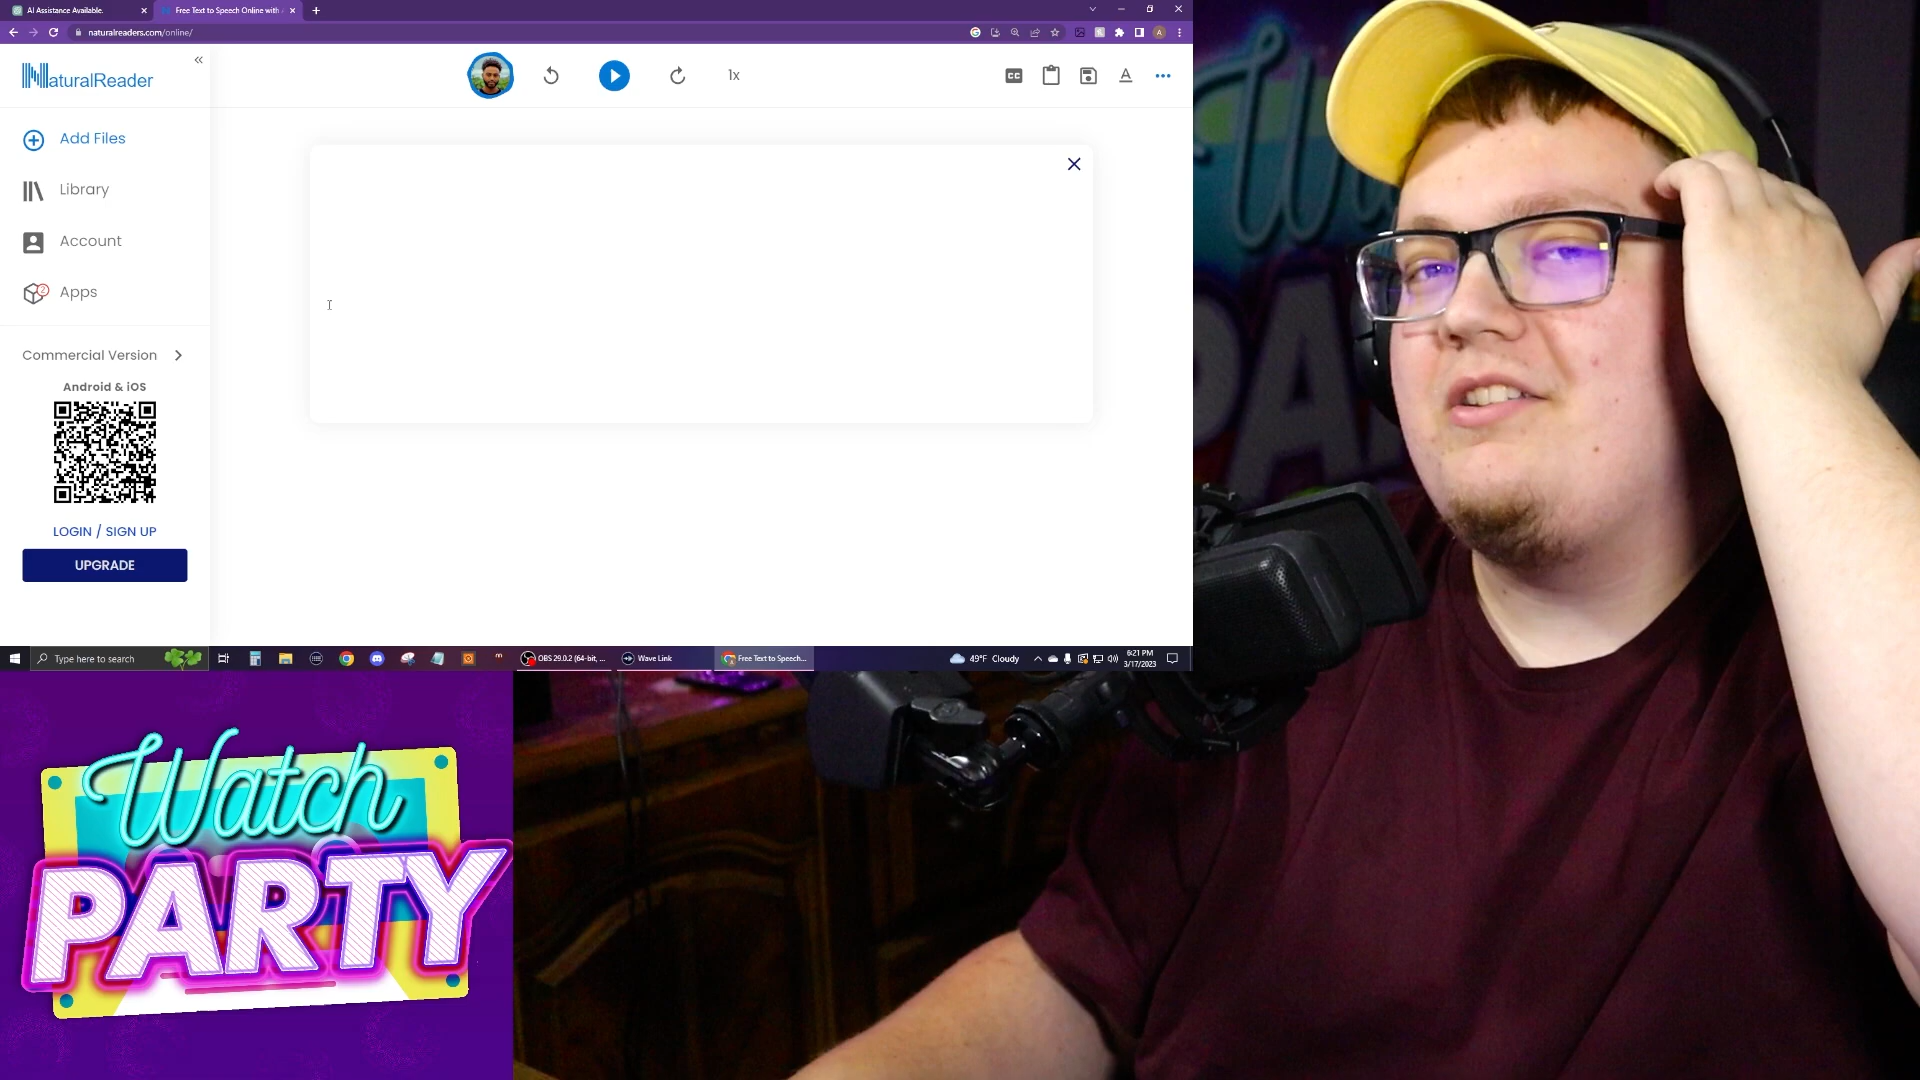 AI Assistance Available.
Free Text to Speech Online with
naturalreaders.com/online/
NaturalReader
1x
CC
A
Add Files
Library
Account
2
Apps
Commercial Version
Android & iOS
LOGIN / SIGN UP
UPGRADE
Type here to search
OBS 29.0.2 (64-bit, ...
Wave Link
Free Text to Speech...
49°F Cloudy
6:21 PM
3/17/2023
Watch
PARTY